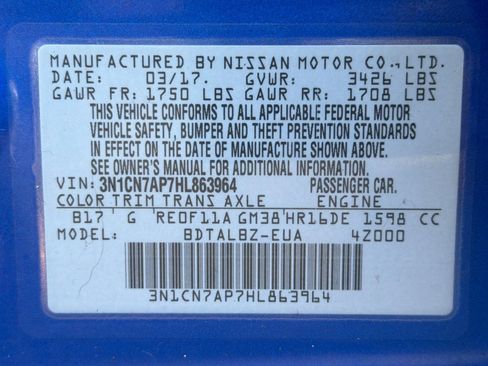 MANUFACTURED BY NISSAN MOTOR CO., LTD.
DATE: 03/17. GVWR: 3426 LBS
GAWR FR: 1750 LBS GAWR RR: 1708 LBS
THIS VEHICLE CONFORMS TO ALL APPLICABLE FEDERAL MOTOR
VEHICLE SAFETY, BUMPER AND THEFT PREVENTION STANDARDS
IN EFFECT ON THE DATE OF MANUFACTURE SHOWN ABOVE.
SEE OWNER'S MANUAL FOR ADDITIONAL INFORMATION.
VIN: 3N1CN7AP7HL863964 PASSENGER CAR.
COLOR TRIM TRANS AXLE ENGINE
B17 G RE0F11A GM38 HR16DE 1598 CC
MODEL: BDTALBZ-EUA 4Z000
3N1CN7AP7HL863964